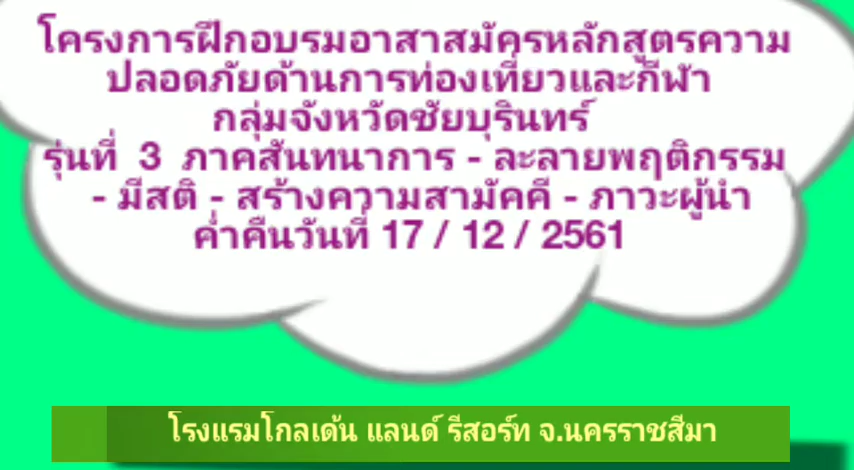 โครงการฝึกอบรมอาสาสมัครหลักสูตรความ
ปลอดภัยด้านการท่องเที่ยวและกีฬา
กลุ่มจังหวัดชัยบุรินทร์
รุ่นที่ 3 ภาคสันทนาการ - ละลายพฤติกรรม
- มีสติ - สร้างความสามัคคี - ภาวะผู้นำ
ค่ำคืนวันที่ 17 / 12 / 2561
โรงแรมโกลเด้น แลนด์ รีสอร์ท จ.นครราชสีมา